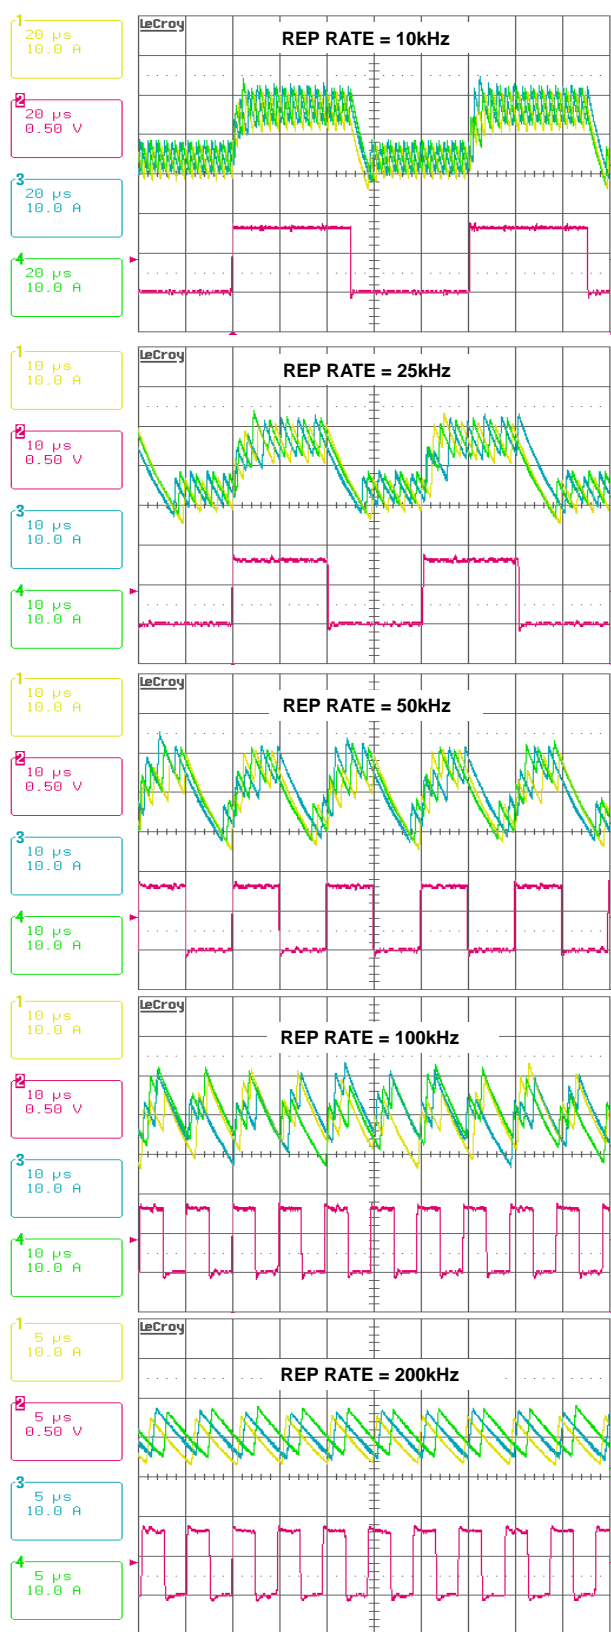 1
20 µs
10.0 A
2
20 µs
0.50 V
3
20 µs
10.0 A
4
20 µs
10.0 A
LeCroy
REP RATE = 10kHz
1
10 µs
10.0 A
2
10 µs
0.50 V
3
10 µs
10.0 A
4
10 µs
10.0 A
LeCroy
REP RATE = 25kHz
1
10 µs
10.0 A
2
10 µs
0.50 V
3
10 µs
10.0 A
4
10 µs
10.0 A
LeCroy
REP RATE = 50kHz
1
10 µs
10.0 A
2
10 µs
0.50 V
3
10 µs
10.0 A
4
10 µs
10.0 A
LeCroy
REP RATE = 100kHz
1
5 µs
10.0 A
2
5 µs
0.50 V
3
5 µs
10.0 A
4
5 µs
10.0 A
LeCroy
REP RATE = 200kHz